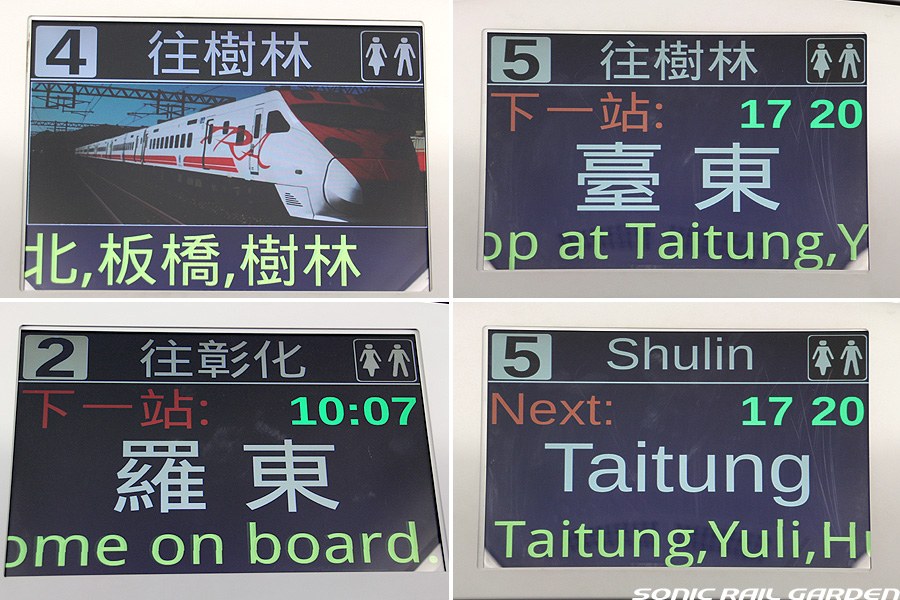 4 往樹林
北,板橋,樹林
5 往樹林
下一站: 17 20
臺東
op at Taitung,Y
2 往彰化
下一站: 10:07
羅東
ome on board.
5 Shulin
Next: 17 20
Taitung
Taitung,Yuli,Hu
SONIC RAIL GARDEN